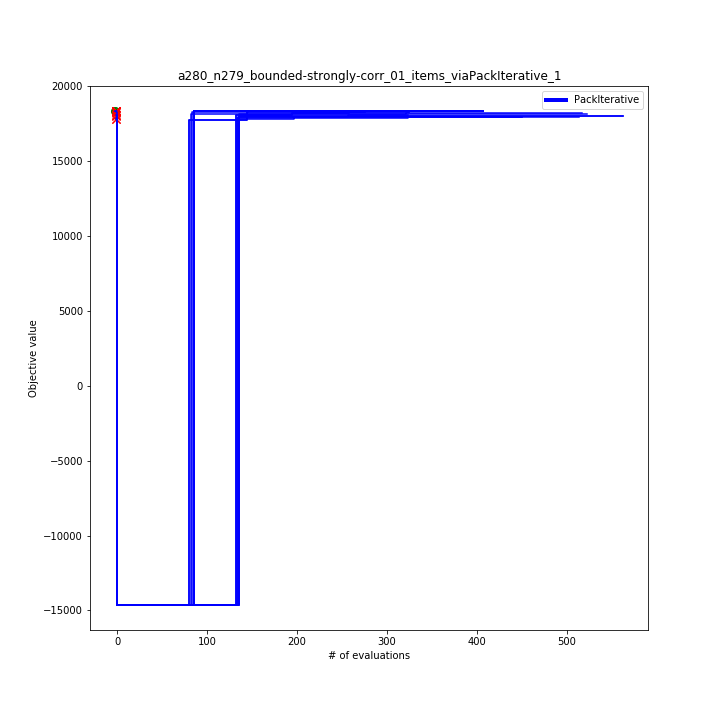 a280_n279_bounded-strongly-corr_01_items_viaPackIterative_1
PackIterative
20000
15000
10000
5000
0
−5000
−10000
−15000
Objective value
0 100 200 300 400 500
# of evaluations